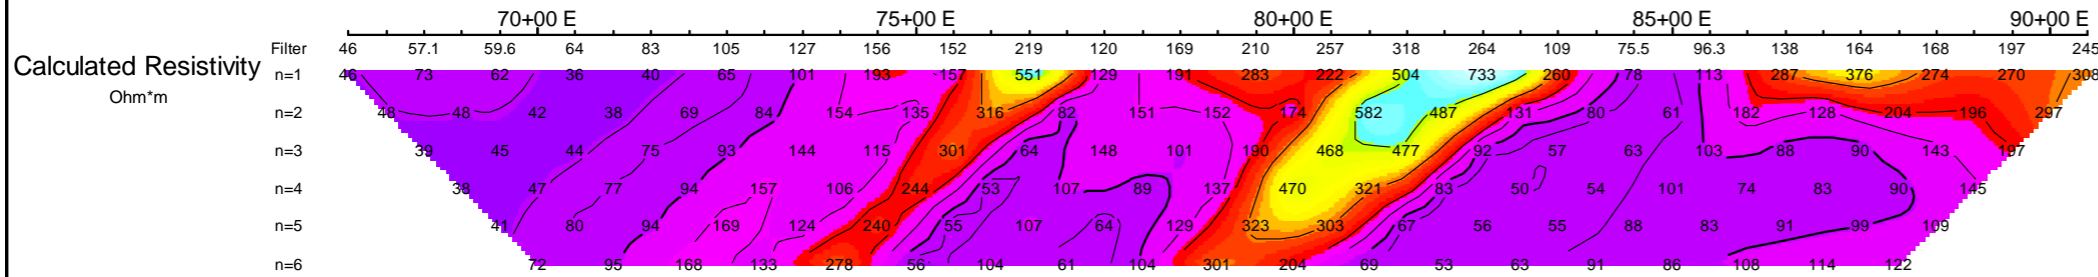 70+00 E 75+00 E 80+00 E 85+00 E 90+00 E
Calculated Resistivity
Ohm*m
Filter 46 57.1 59.6 64 83 105 127 156 152 219 120 169 210 257 318 264 109 75.5 96.3 138 164 168 197 245
n=1 46 73 62 36 40 65 101 193 157 551 129 191 283 222 504 733 260 78 113 287 376 274 270 308
n=2 48 48 42 38 69 84 154 135 316 82 151 152 174 582 487 131 80 61 182 128 204 196 297
n=3 39 45 44 75 93 144 115 301 64 148 101 190 468 477 92 57 63 103 88 90 143 197
n=4 38 47 77 94 157 106 244 53 107 89 137 470 321 83 50 54 101 74 83 90 145
n=5 41 80 94 169 124 240 55 107 64 129 323 303 67 56 55 88 83 91 99 109
n=6 72 95 168 133 278 56 104 61 104 301 204 69 53 63 91 86 108 114 122